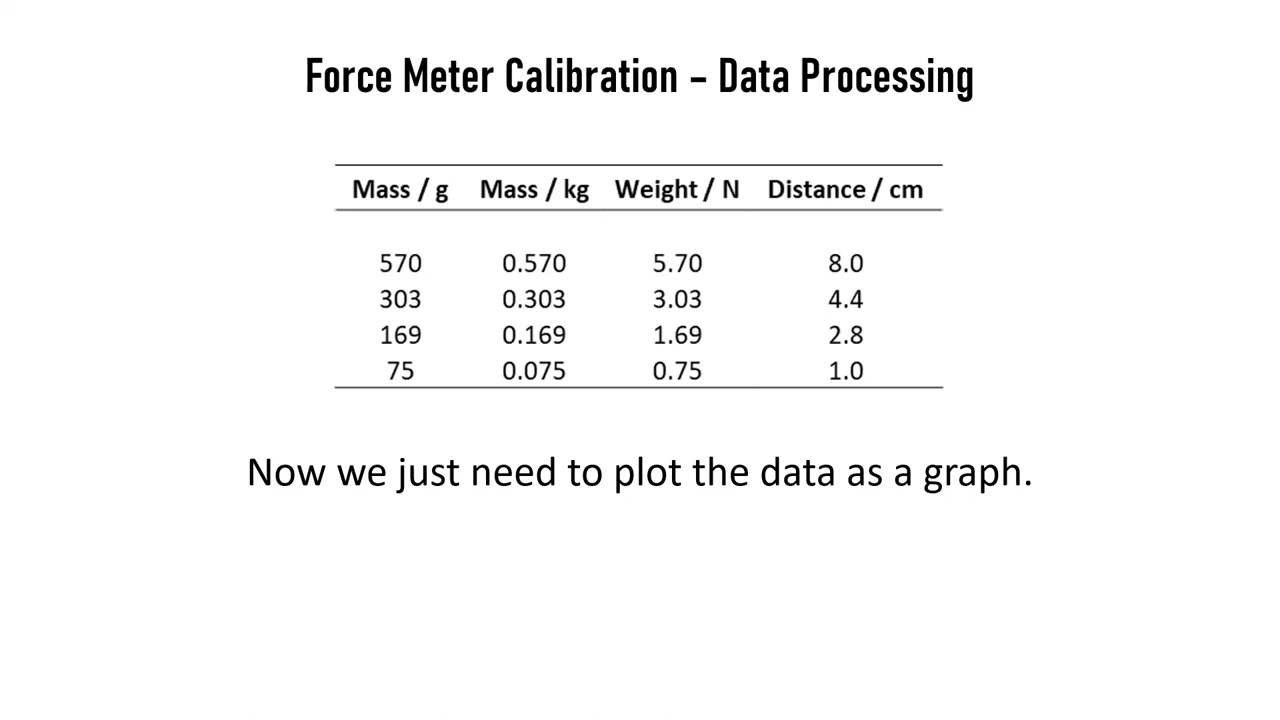 Force Meter Calibration – Data Processing
Mass / g Mass / kg Weight / N Distance / cm
570 0.570 5.70 8.0
303 0.303 3.03 4.4
169 0.169 1.69 2.8
75 0.075 0.75 1.0
Now we just need to plot the data as a graph.